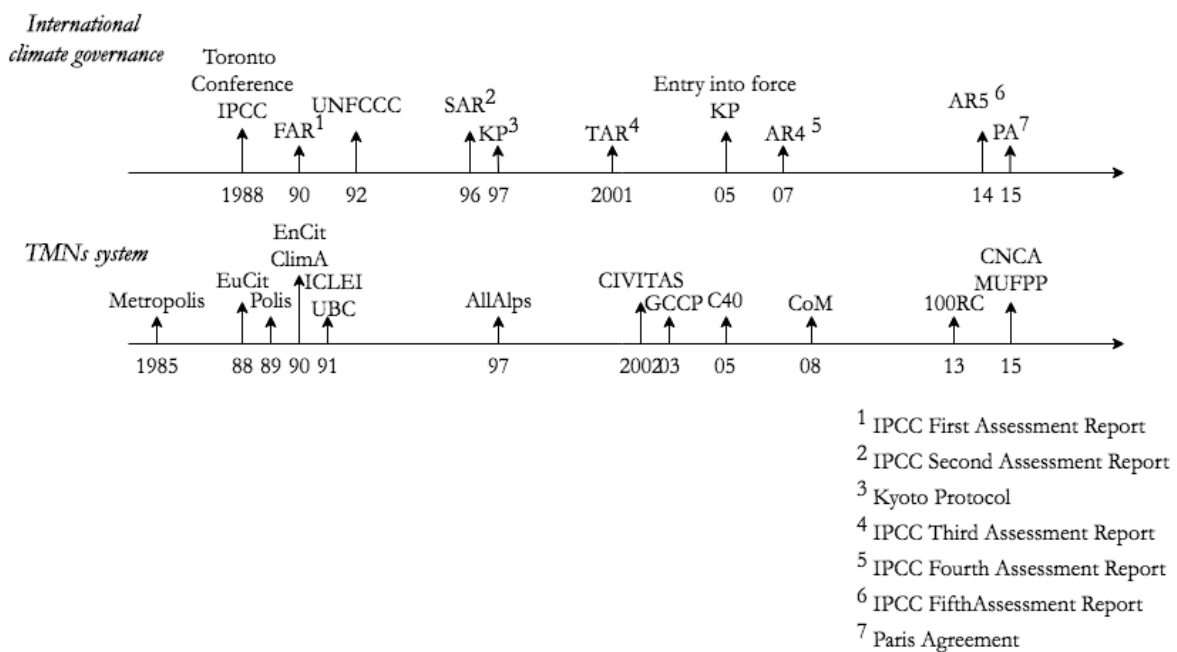 International
climate governance
Toronto
Conference
IPCC
FAR1
UNFCCC
SAR2
KP3
TAR4
Entry into force
KP
AR4 5
AR5 6
PA7
1988 90 92 96 97 2001 05 07 14 15
TMNs system
Metropolis
EuCit
Polis
EnCit
ClimA
ICLEI
UBC
AllAlps
CIVITAS
GCCP
C40
CoM
100RC
CNCA
MUFPP
1985 88 89 90 91 97 2002 03 05 08 13 15
1 IPCC First Assessment Report
2 IPCC Second Assessment Report
3 Kyoto Protocol
4 IPCC Third Assessment Report
5 IPCC Fourth Assessment Report
6 IPCC FifthAssessment Report
7 Paris Agreement